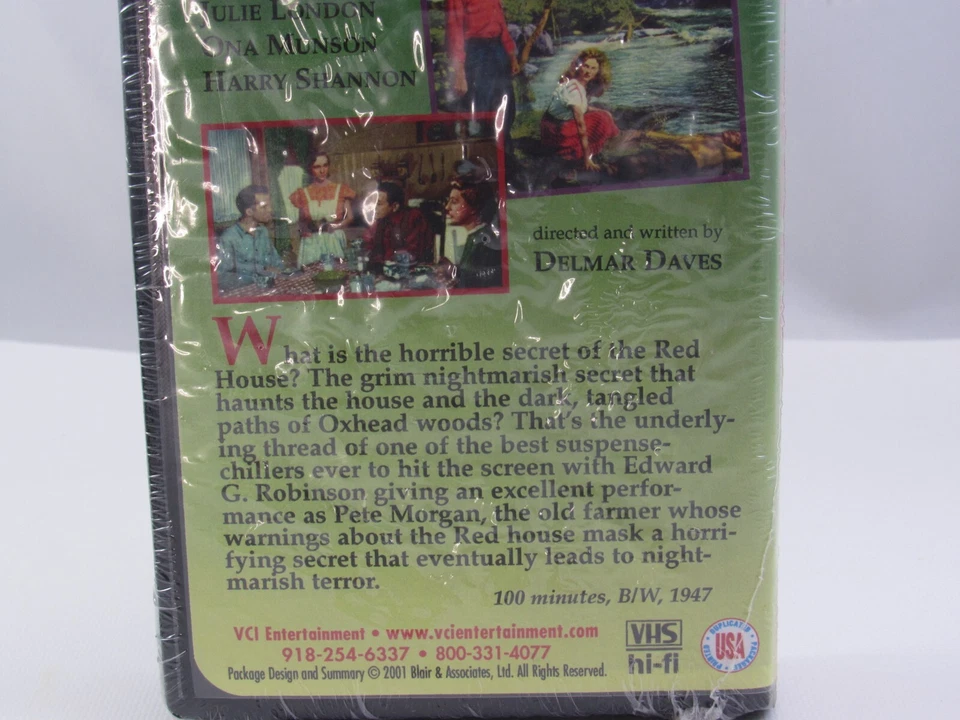 JULIE LONDON
ONA MUNSON
HARRY SHANNON
directed and written by
DELMAR DAVES
What is the horrible secret of the Red
House? The grim nightmarish secret that
haunts the house and the dark, tangled
paths of Oxhead woods? That's the underly-
ing thread of one of the best suspense-
chillers ever to hit the screen with Edward
G. Robinson giving an excellent perfor-
mance as Pete Morgan, the old farmer whose
warnings about the Red house mask a horri-
fying secret that eventually leads to night-
marish terror.
100 minutes, B/W, 1947
VCI Entertainment • www.vcientertainment.com
918-254-6337 • 800-331-4077
Package Design and Summary © 2001 Blair & Associates, Ltd. All Rights Reserved.
VHS
hi-fi
DUPLICATED
PACKAGED
PRINTED
USA